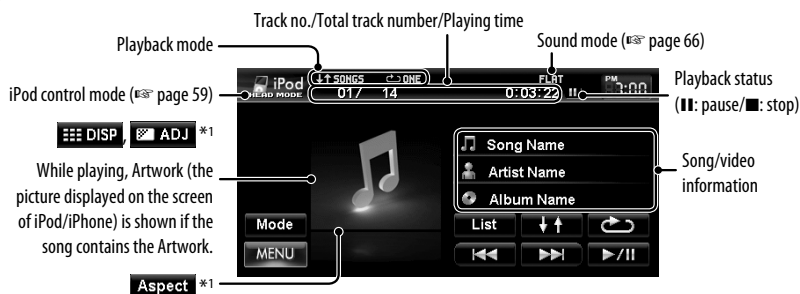 Track no./Total track number/Playing time
Playback mode
Sound mode (☞ page 66)
iPod control mode (☞ page 59)
iPod
HEAD MODE
↓↑ SONGS ONE
01/ 14
FLAT
0:03:22 ⏸
PM 7:00
Playback status
(⏸: pause/■: stop)
DISP, ADJ *1
While playing, Artwork (the
picture displayed on the screen
of iPod/iPhone) is shown if the
song contains the Artwork.
Song Name
Artist Name
Album Name
Song/video
information
Mode
List
MENU
Aspect *1